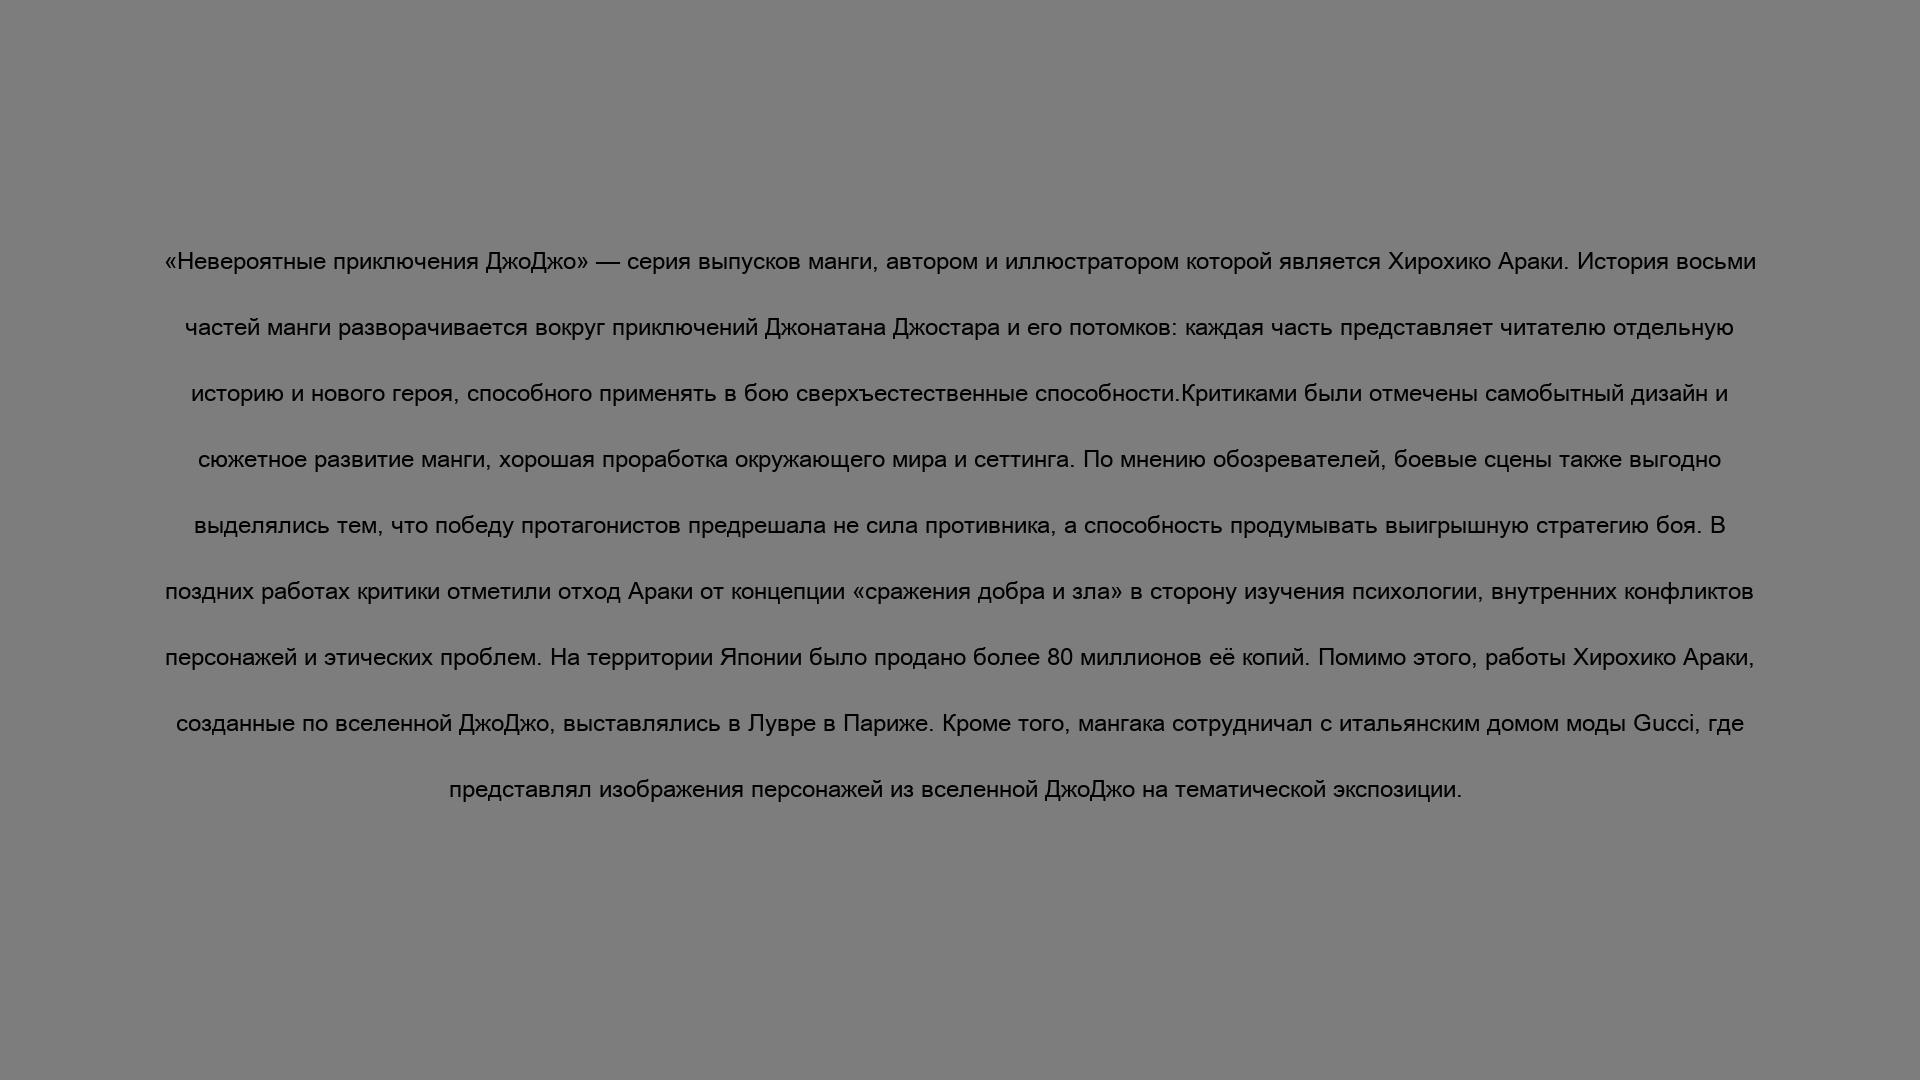 «Невероятные приключения ДжоДжо» — серия выпусков манги, автором и иллюстратором которой является Хирохико Араки. История восьми
частей манги разворачивается вокруг приключений Джонатана Джостара и его потомков: каждая часть представляет читателю отдельную
историю и нового героя, способного применять в бою сверхъестественные способности.Критиками были отмечены самобытный дизайн и
сюжетное развитие манги, хорошая проработка окружающего мира и сеттинга. По мнению обозревателей, боевые сцены также выгодно
выделялись тем, что победу протагонистов предрешала не сила противника, а способность продумывать выигрышную стратегию боя. В
поздних работах критики отметили отход Араки от концепции «сражения добра и зла» в сторону изучения психологии, внутренних конфликтов
персонажей и этических проблем. На территории Японии было продано более 80 миллионов её копий. Помимо этого, работы Хирохико Араки,
созданные по вселенной ДжоДжо, выставлялись в Лувре в Париже. Кроме того, мангака сотрудничал с итальянским домом моды Gucci, где
представлял изображения персонажей из вселенной ДжоДжо на тематической экспозиции.